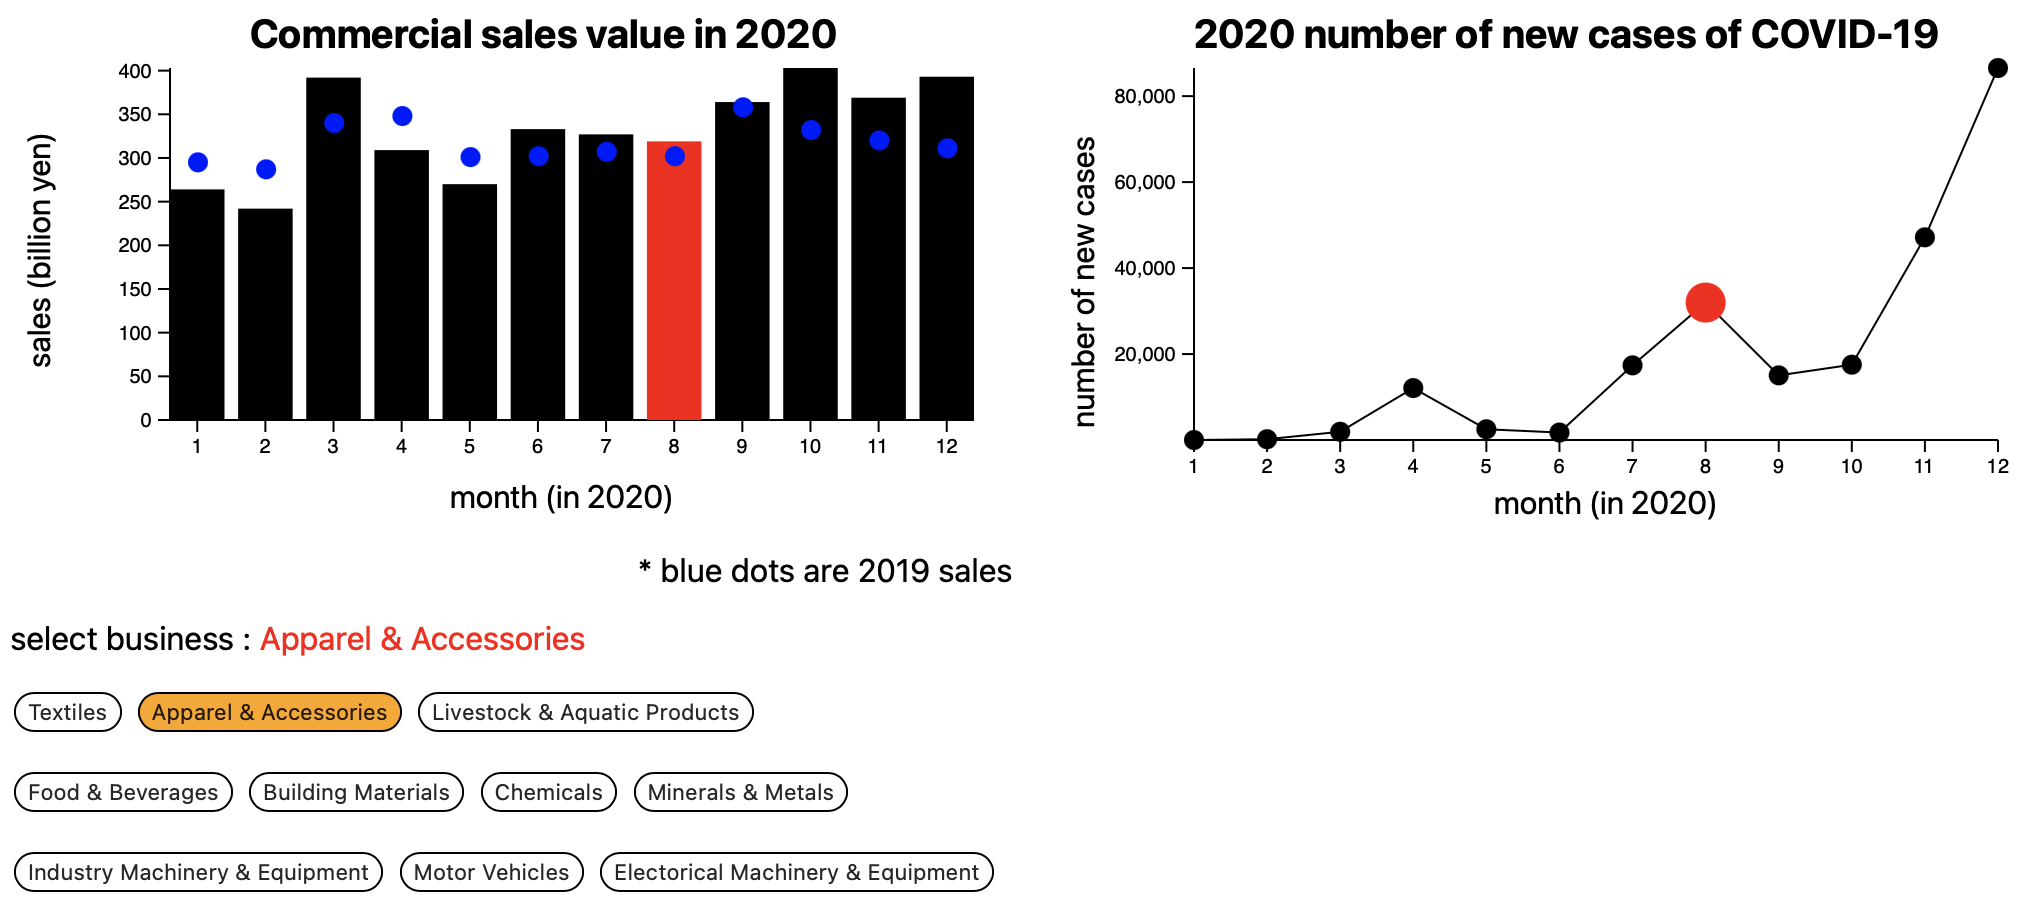 Commercial sales value in 2020
400
350
300
250
200
150
100
50
0
sales (billion yen)
1 2 3 4 5 6 7 8 9 10 11 12
month (in 2020)
* blue dots are 2019 sales
2020 number of new cases of COVID-19
80,000
60,000
40,000
20,000
number of new cases
1 2 3 4 5 6 7 8 9 10 11 12
month (in 2020)
select business : Apparel & Accessories
Textiles Apparel & Accessories Livestock & Aquatic Products
Food & Beverages Building Materials Chemicals Minerals & Metals
Industry Machinery & Equipment Motor Vehicles Electorical Machinery & Equipment